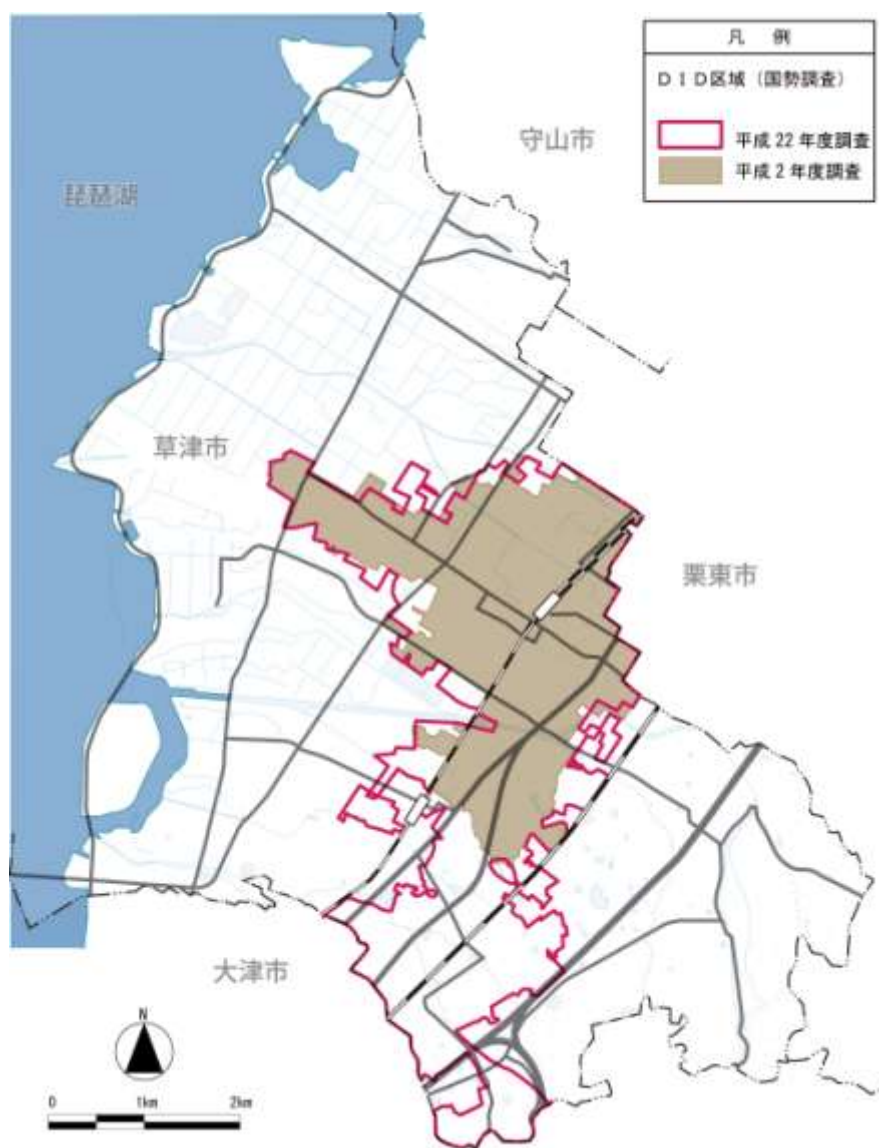 凡 例
DID区域（国勢調査）
平成22年度調査
平成2年度調査
守山市
琵琶湖
草津市
栗東市
大津市
N
0 1km 2km